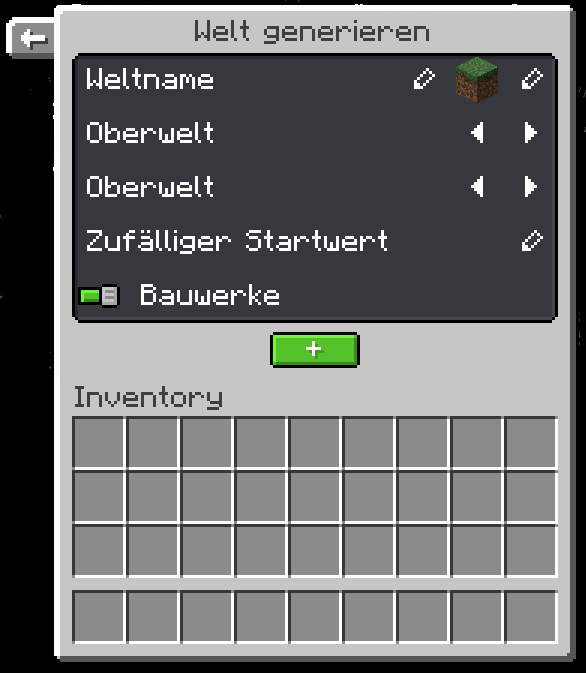 Welt generieren
Weltname
Oberwelt
Oberwelt
Zufälliger Startwert
Bauwerke
+
Inventory